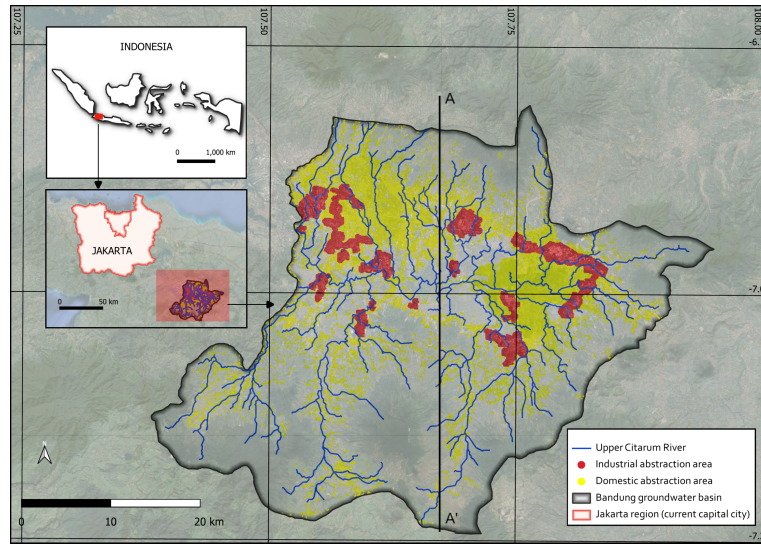 107.25
107.50
107.75
108.00
INDONESIA
0 1,000 km
JAKARTA
0 50 km
A
-7.0
A'
0 10 20 km
Upper Citarum River
Industrial abstraction area
Domestic abstraction area
Bandung groundwater basin
Jakarta region (current capital city)